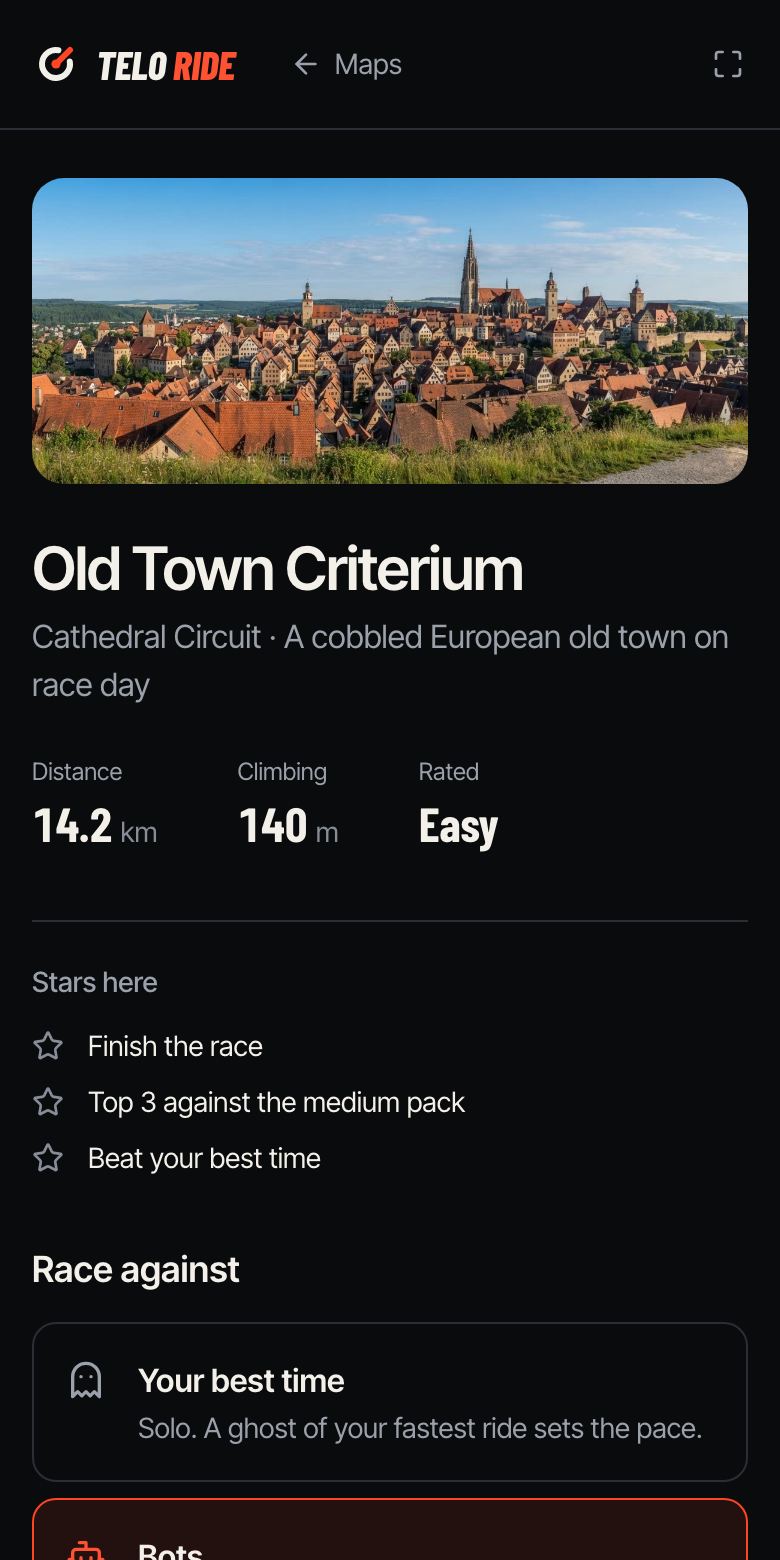 TELO RIDE
Maps
Old Town Criterium
Cathedral Circuit · A cobbled European old town on
race day
Distance Climbing Rated
14.2 km 140 m Easy
Stars here
Finish the race
Top 3 against the medium pack
Beat your best time
Race against
Your best time
Solo. A ghost of your fastest ride sets the pace.
Bots